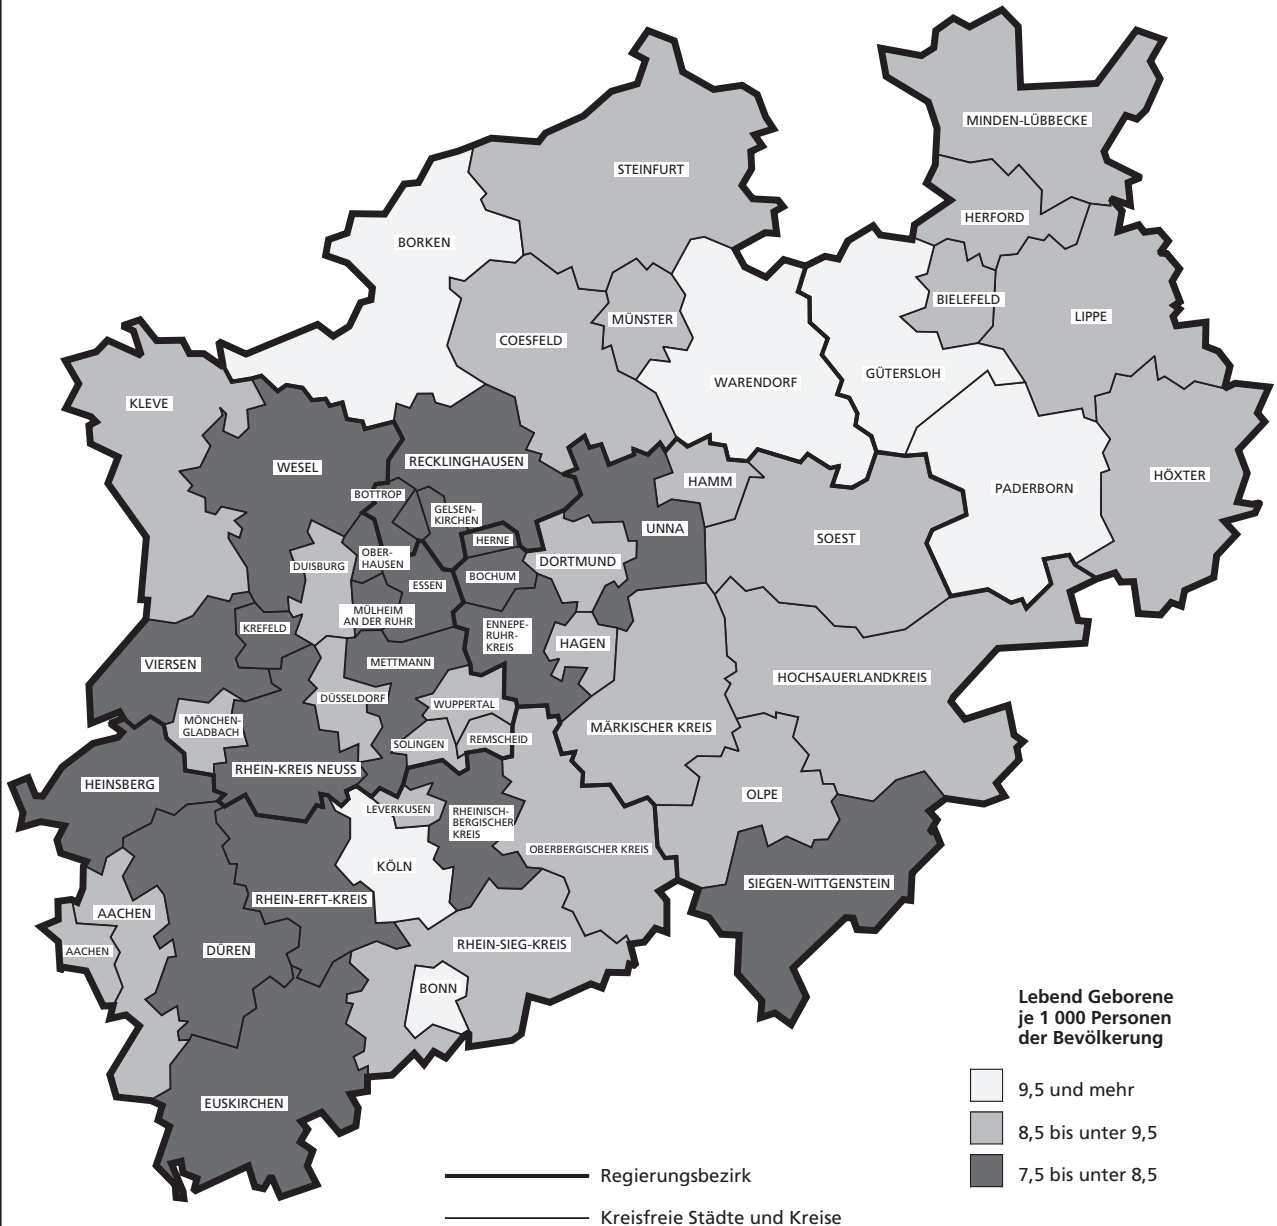 MINDEN-LÜBBECKE
STEINFURT
HERFORD
BORKEN
BIELEFELD
LIPPE
MÜNSTER
COESFELD
GÜTERSLOH
WARENDORF
KLEVE
RECKLINGHAUSEN
WESEL
HÖXTER
HAMM
PADERBORN
BOTTROP
GELSEN-
KIRCHEN
UNNA
SOEST
HERNE
OBER-
HAUSEN
DORTMUND
DUISBURG
BOCHUM
ESSEN
MÜLHEIM
AN DER RUHR
KREFELD
ENNEPE-
RUHR-
KREIS
HAGEN
VIERSEN
METTMANN
HOCHSAUERLANDKREIS
DÜSSELDORF
WUPPERTAL
MÖNCHEN-
GLADBACH
MÄRKISCHER KREIS
REMSCHEID
SOLINGEN
RHEIN-KREIS NEUSS
HEINSBERG
OLPE
LEVERKUSEN
RHEINISCH-
BERGISCHER
KREIS
OBERBERGISCHER KREIS
KÖLN
SIEGEN-WITTGENSTEIN
RHEIN-ERFT-KREIS
AACHEN
RHEIN-SIEG-KREIS
AACHEN
DÜREN
BONN
EUSKIRCHEN
Lebend Geborene
je 1 000 Personen
der Bevölkerung
9,5 und mehr
8,5 bis unter 9,5
7,5 bis unter 8,5
Regierungsbezirk
Kreisfreie Städte und Kreise